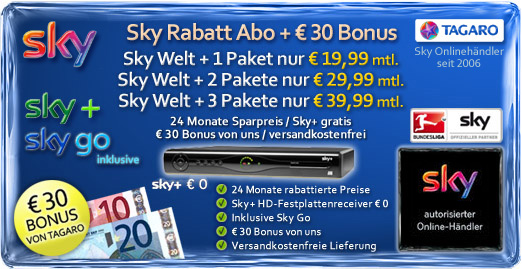 sky
Sky Rabatt Abo + € 30 Bonus
TAGARO
Sky Onlinehändler
seit 2006
Sky Welt + 1 Paket nur € 19,99 mtl.
Sky Welt + 2 Pakete nur € 29,99 mtl.
Sky Welt + 3 Pakete nur € 39,99 mtl.
sky +
sky go
inklusive
24 Monate Sparpreis / Sky+ gratis
€ 30 Bonus von uns / versandkostenfrei
BUNDESLIGA
sky
OFFIZIELLER PARTNER
sky+
sky+ € 0
24 Monate rabattierte Preise
Sky+ HD-Festplattenreceiver € 0
Inklusive Sky Go
€ 30 Bonus von uns
Versandkostenfreie Lieferung
€ 30
BONUS
VON TAGARO
10
20
sky
autorisierter
Online-Händler